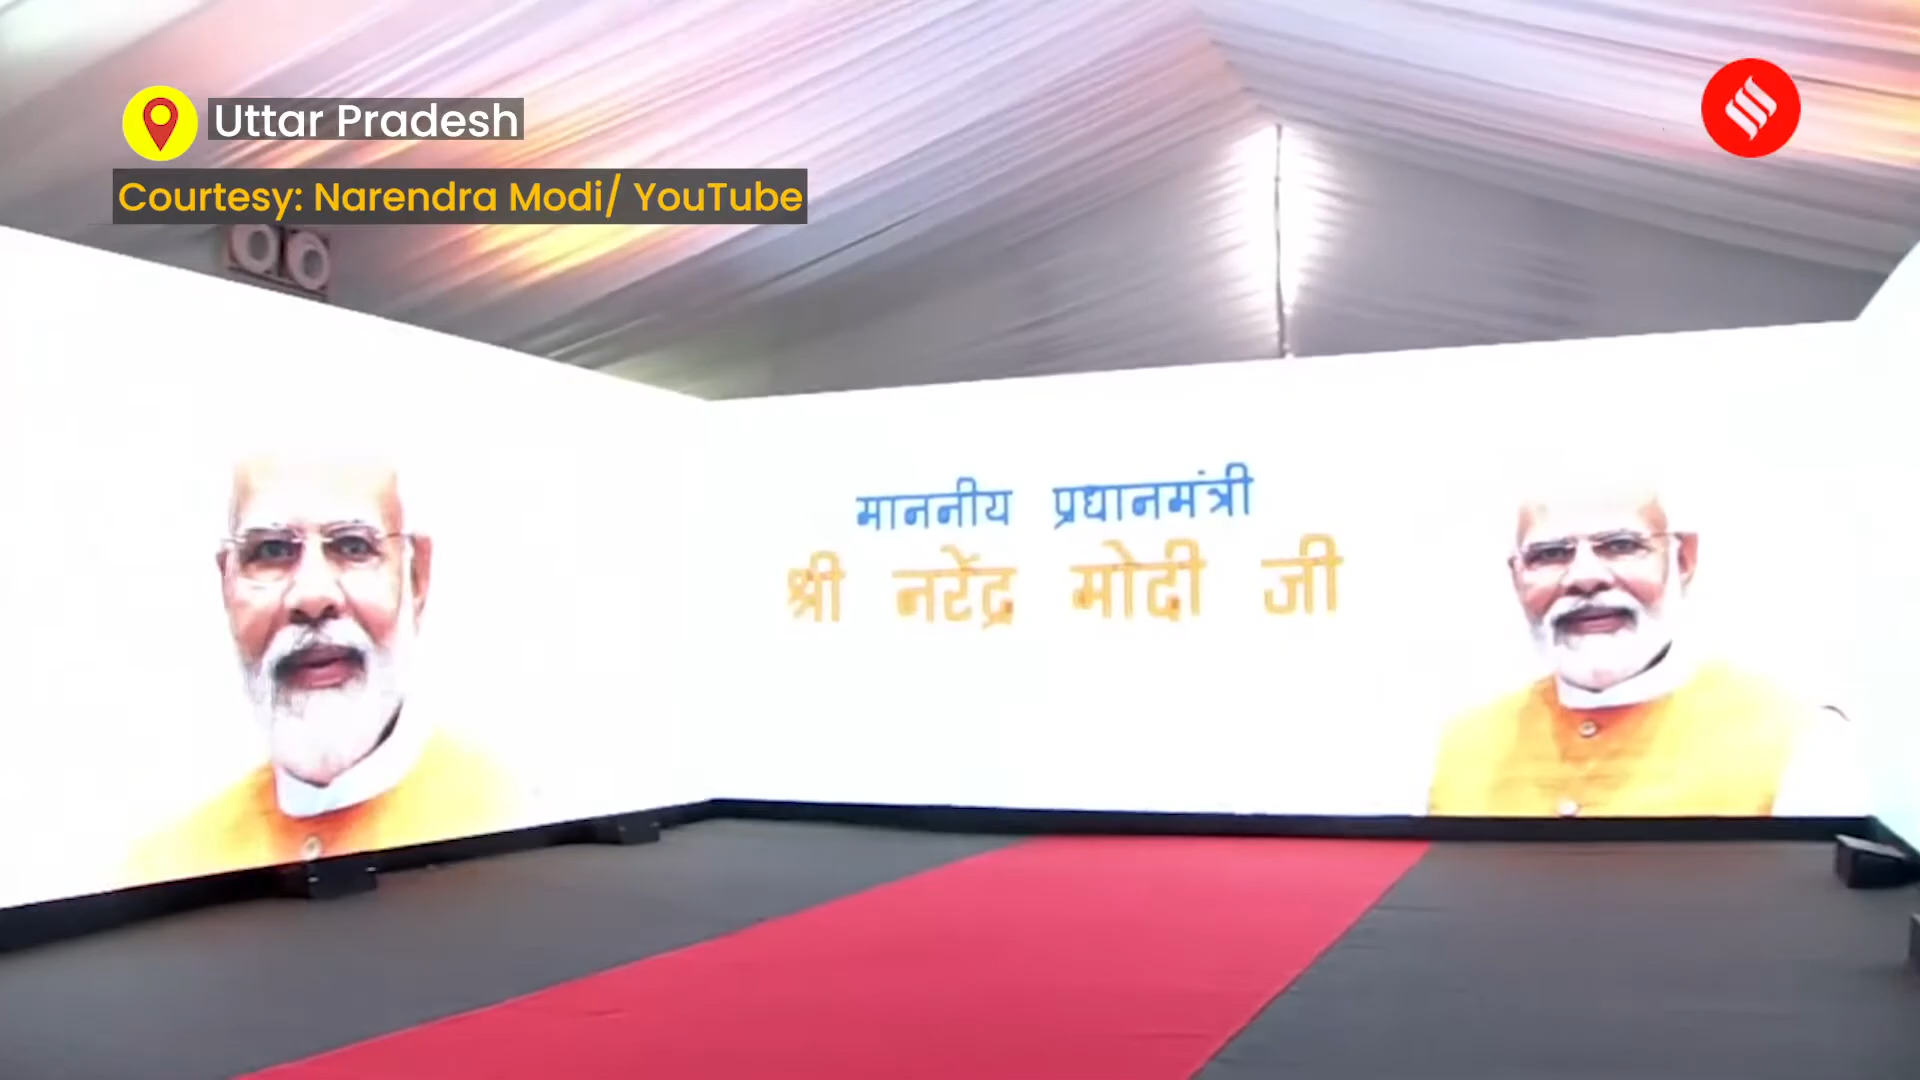 Uttar Pradesh
Courtesy: Narendra Modi/ YouTube
माननीय प्रधानमंत्री
श्री नरेंद्र मोदी जी